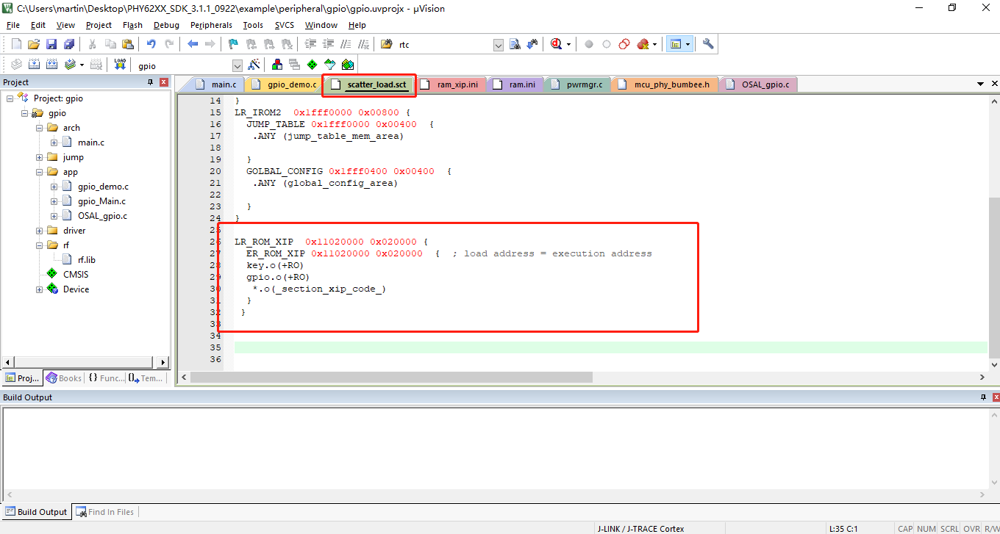 C:\Users\martin\Desktop\PHY62XX_SDK_3.1.1_0922\example\peripheral\gpio\gpio.uvprojx - µVision
File Edit View Project Flash Debug Peripherals Tools SVCS Window Help
rtc
LOAD
gpio
Project
main.c gpio_demo.c scatter_load.sct ram_xip.ini ram.ini pwrmgr.c mcu_phy_bumbee.h OSAL_gpio.c
Project: gpio
gpio
arch
main.c
jump
app
gpio_demo.c
gpio_Main.c
OSAL_gpio.c
driver
rf
rf.lib
CMSIS
Device
Proj... Books {} Func... Tem...
14 }
15 LR_IROM2  0x1fff0000 0x00800 {
16   JUMP_TABLE 0x1fff0000 0x00400  {
17    .ANY (jump_table_mem_area)
18
19   }
20   GOLBAL_CONFIG 0x1fff0400 0x00400  {
21    .ANY (global_config_area)
22
23   }
24 }
25
26 LR_ROM_XIP  0x11020000 0x020000 {
27   ER_ROM_XIP 0x11020000 0x020000  {  ; load address = execution address
28   key.o(+RO)
29   gpio.o(+RO)
30    *.o(_section_xip_code_)
31   }
32  }
33
34
35
36
Build Output
Build Output Find In Files
J-LINK / J-TRACE Cortex L:35 C:1 CAP NUM SCRL OVR R/W